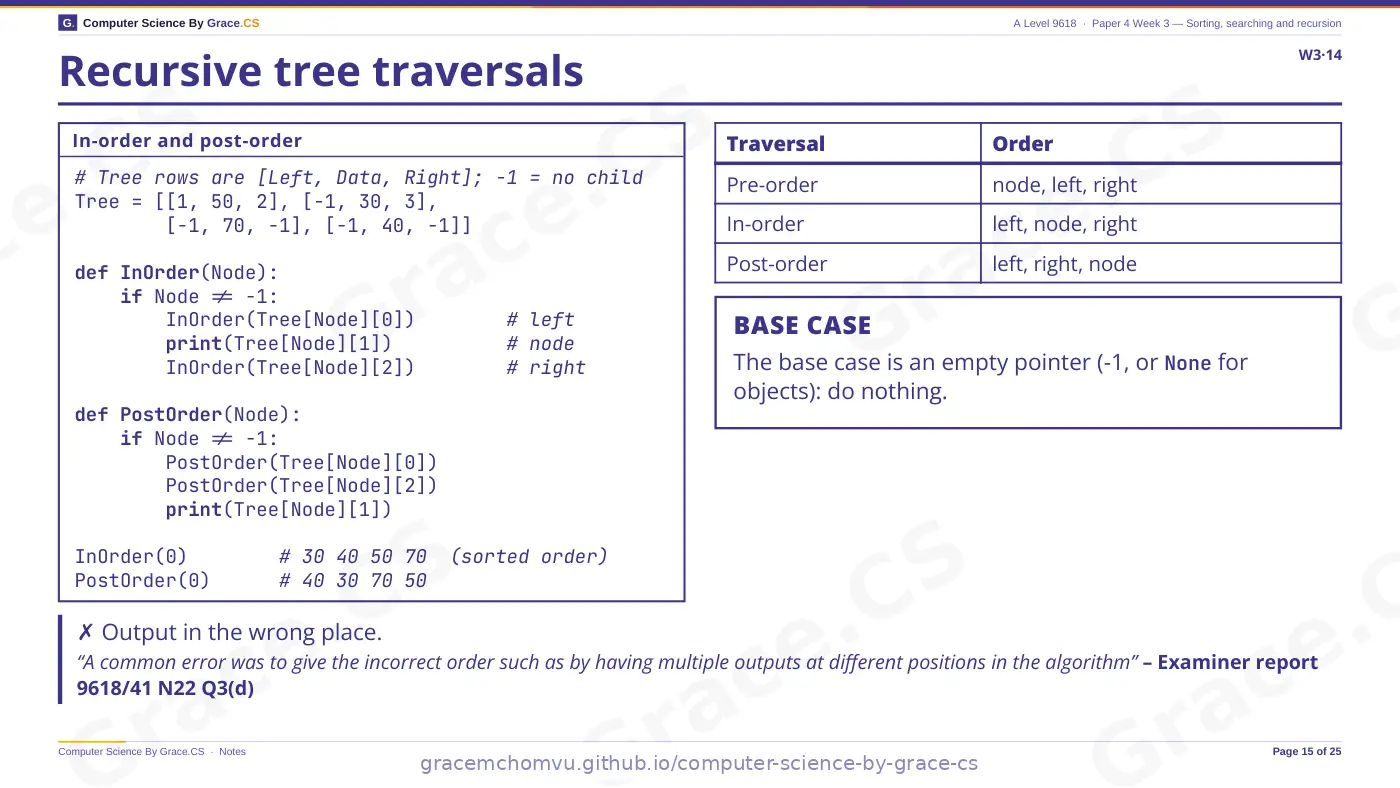 G. Computer Science By Grace.CS
A Level 9618 · Paper 4 Week 3 — Sorting, searching and recursion
Recursive tree traversals
W3·14
In-order and post-order
# Tree rows are [Left, Data, Right]; -1 = no child
Tree = [[1, 50, 2], [-1, 30, 3],
        [-1, 70, -1], [-1, 40, -1]]
def InOrder(Node):
    if Node != -1:
        InOrder(Tree[Node][0])        # left
        print(Tree[Node][1])          # node
        InOrder(Tree[Node][2])        # right
def PostOrder(Node):
    if Node != -1:
        PostOrder(Tree[Node][0])
        PostOrder(Tree[Node][2])
        print(Tree[Node][1])
InOrder(0)        # 30 40 50 70  (sorted order)
PostOrder(0)      # 40 30 70 50
Traversal Order
Pre-order node, left, right
In-order left, node, right
Post-order left, right, node
BASE CASE
The base case is an empty pointer (-1, or None for
objects): do nothing.
✗ Output in the wrong place.
“A common error was to give the incorrect order such as by having multiple outputs at different positions in the algorithm” – Examiner report
9618/41 N22 Q3(d)
Computer Science By Grace.CS · Notes
Page 15 of 25
gracemchomvu.github.io/computer-science-by-grace-cs
Grace.CS